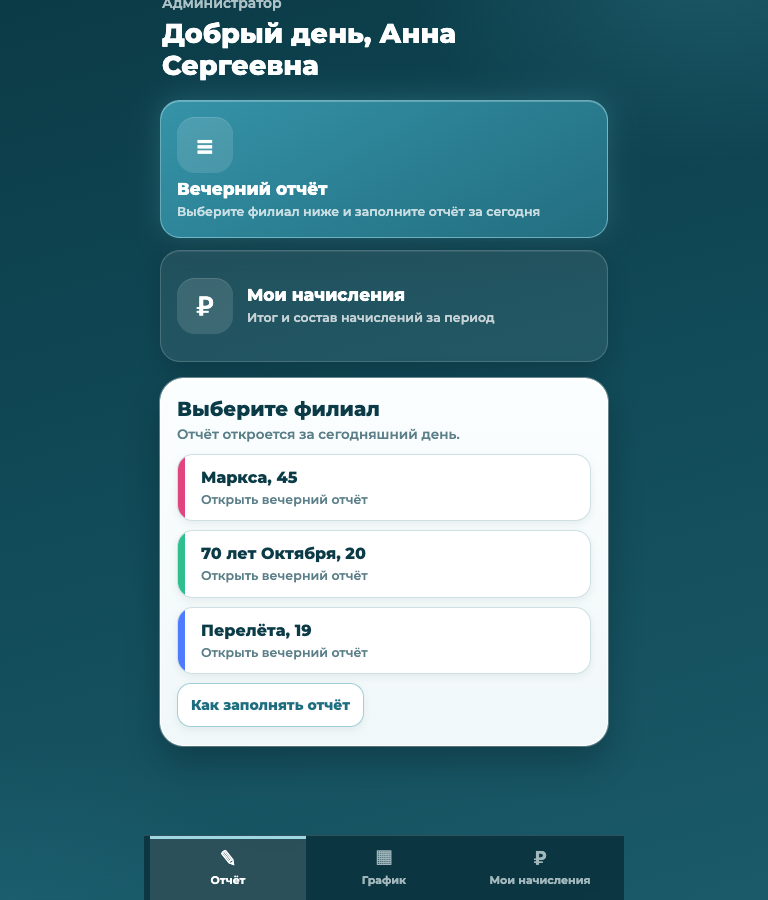 Администратор
Добрый день, Анна
Сергеевна
Вечерний отчёт
Выберите филиал ниже и заполните отчёт за сегодня
₽
Мои начисления
Итог и состав начислений за период
Выберите филиал
Отчёт откроется за сегодняшний день.
Маркса, 45
Открыть вечерний отчёт
70 лет Октября, 20
Открыть вечерний отчёт
Перелёта, 19
Открыть вечерний отчёт
Как заполнять отчёт
₽
Отчёт График Мои начисления